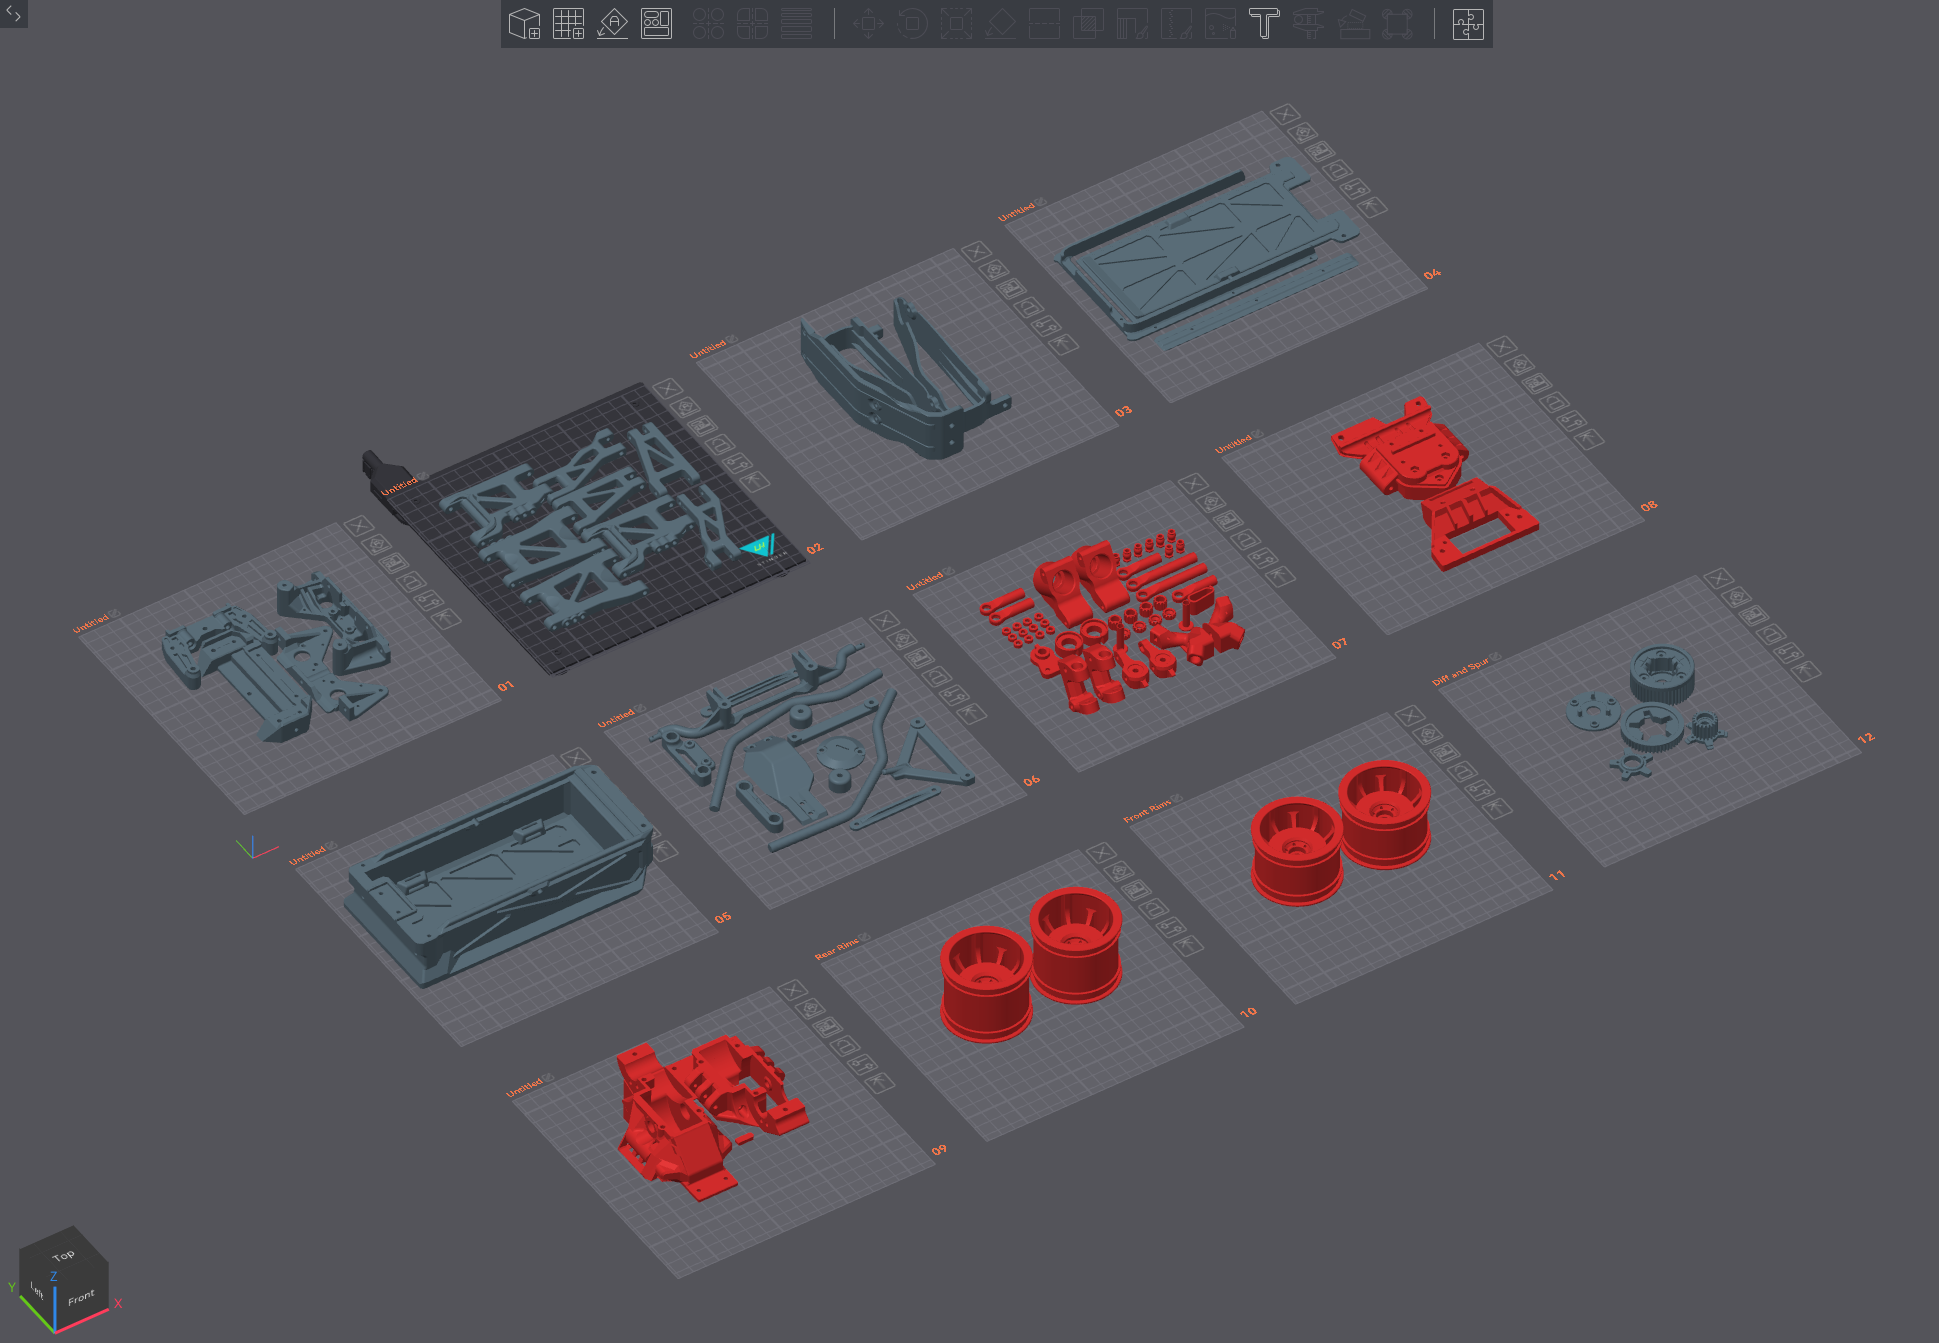 Untitled
04
Untitled
03
Untitled
08
Untitled
02
Untitled
07
Untitled
01
Diff and Spur
12
Untitled
06
Front Rims
11
Untitled
05
Rear Rims
10
Untitled
09
Top
Left
Front
Z
Y
X